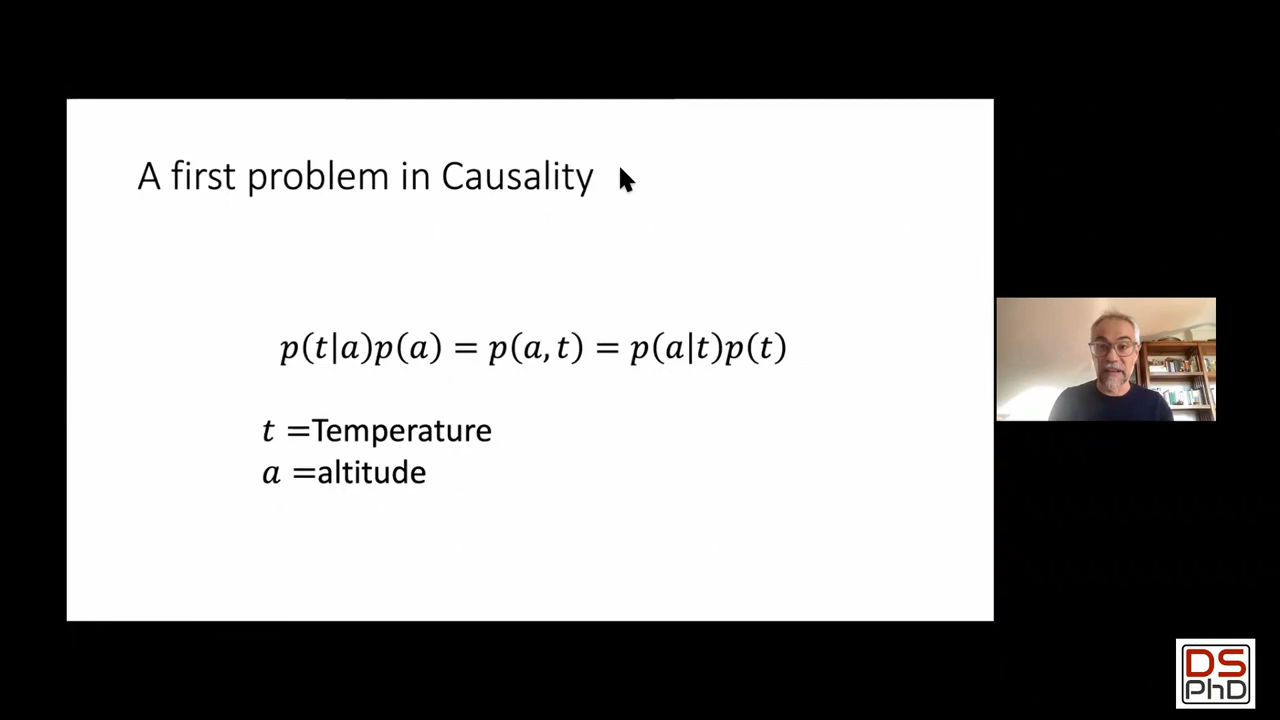 A first problem in Causality
p(t|a)p(a) = p(a, t) = p(a|t)p(t)
t =Temperature
a =altitude
DS
PhD